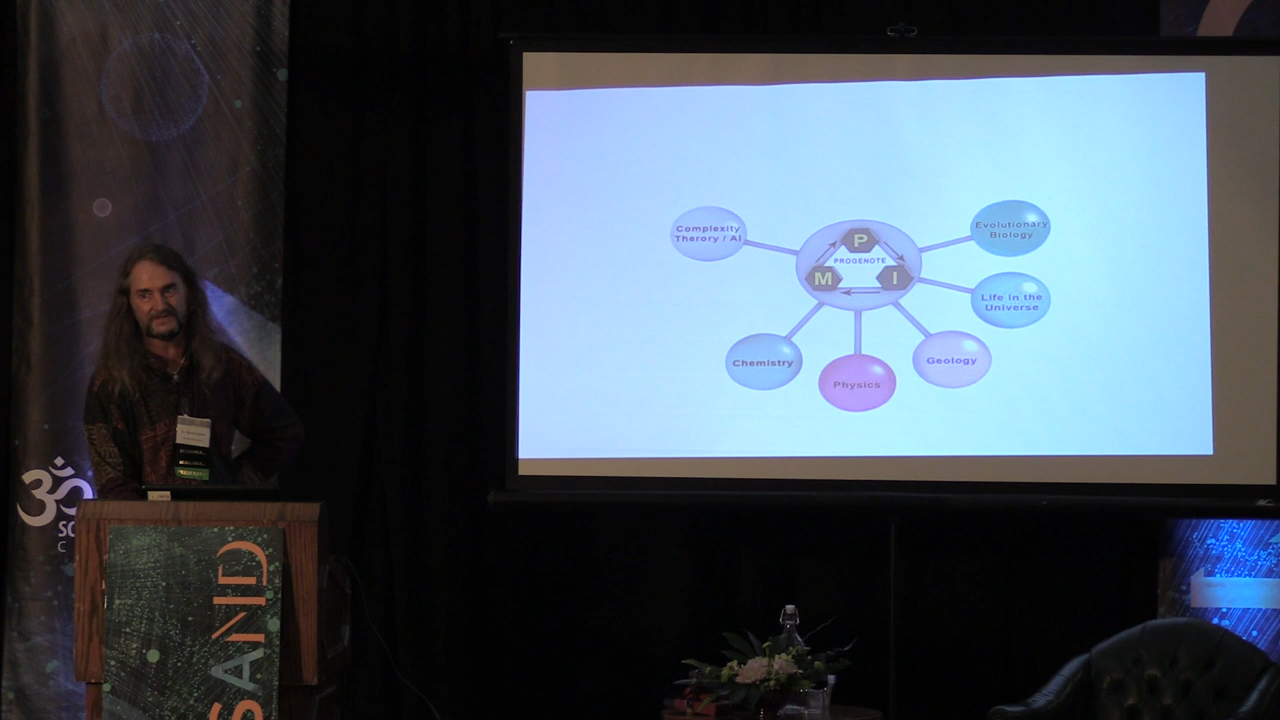 Complexity
Therory / AI
P
PROGENOTE
M
I
Evolutionary
Biology
Life in the
Universe
Chemistry
Physics
Geology
ॐ
SAND